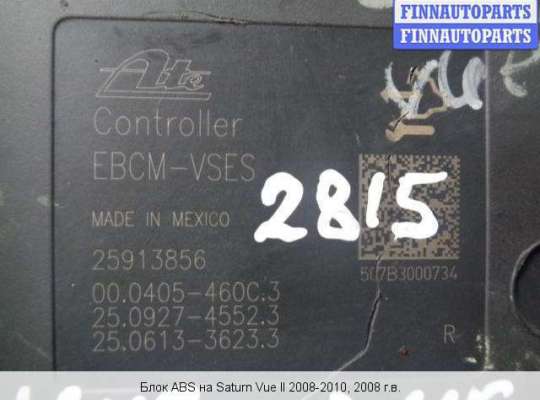 FINNAUTOPARTS
FINNAUTOPARTS
Ate
Controller
EBCM-VSES
2815
MADE IN MEXICO
25913856
507B3000734
00.0405-460C.3
25.0927-4552.3
25.0613-3623.3
R
Блок ABS на Saturn Vue II 2008-2010, 2008 г.в.